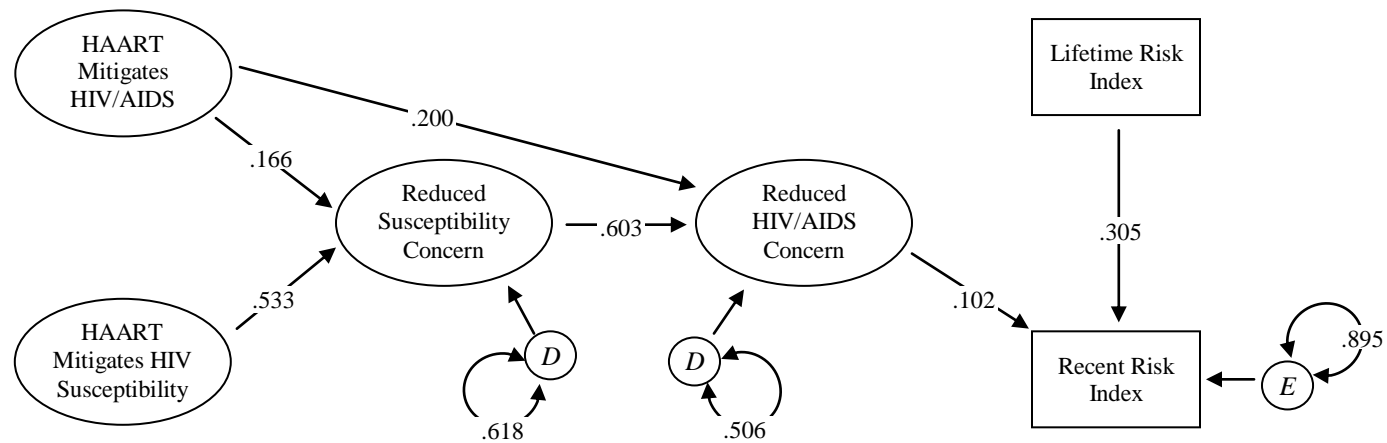 HAART
Mitigates
HIV/AIDS
Lifetime Risk
Index
.200
.166
Reduced
Susceptibility
Concern
.603
Reduced
HIV/AIDS
Concern
.305
.533
.102
HAART
Mitigates HIV
Susceptibility
D
.618
D
.506
Recent Risk
Index
E
.895